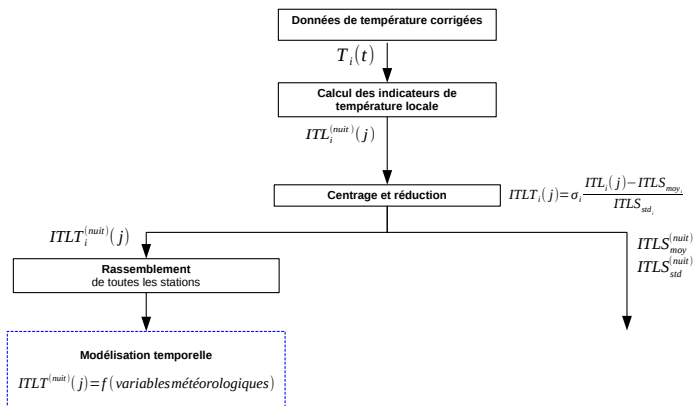 Données de température corrigées
T_i(t)
Calcul des indicateurs de
température locale
ITL_i^(nuit)(j)
Centrage et réduction
ITLT_i(j)=σ_i (ITL_i(j)−ITLS_moy_i)/ITLS_std_i
ITLT_i^(nuit)(j)
ITLS_moy^(nuit)
ITLS_std^(nuit)
Rassemblement
de toutes les stations
Modélisation temporelle
ITLT^(nuit)(j)=f(variables météorologiques)